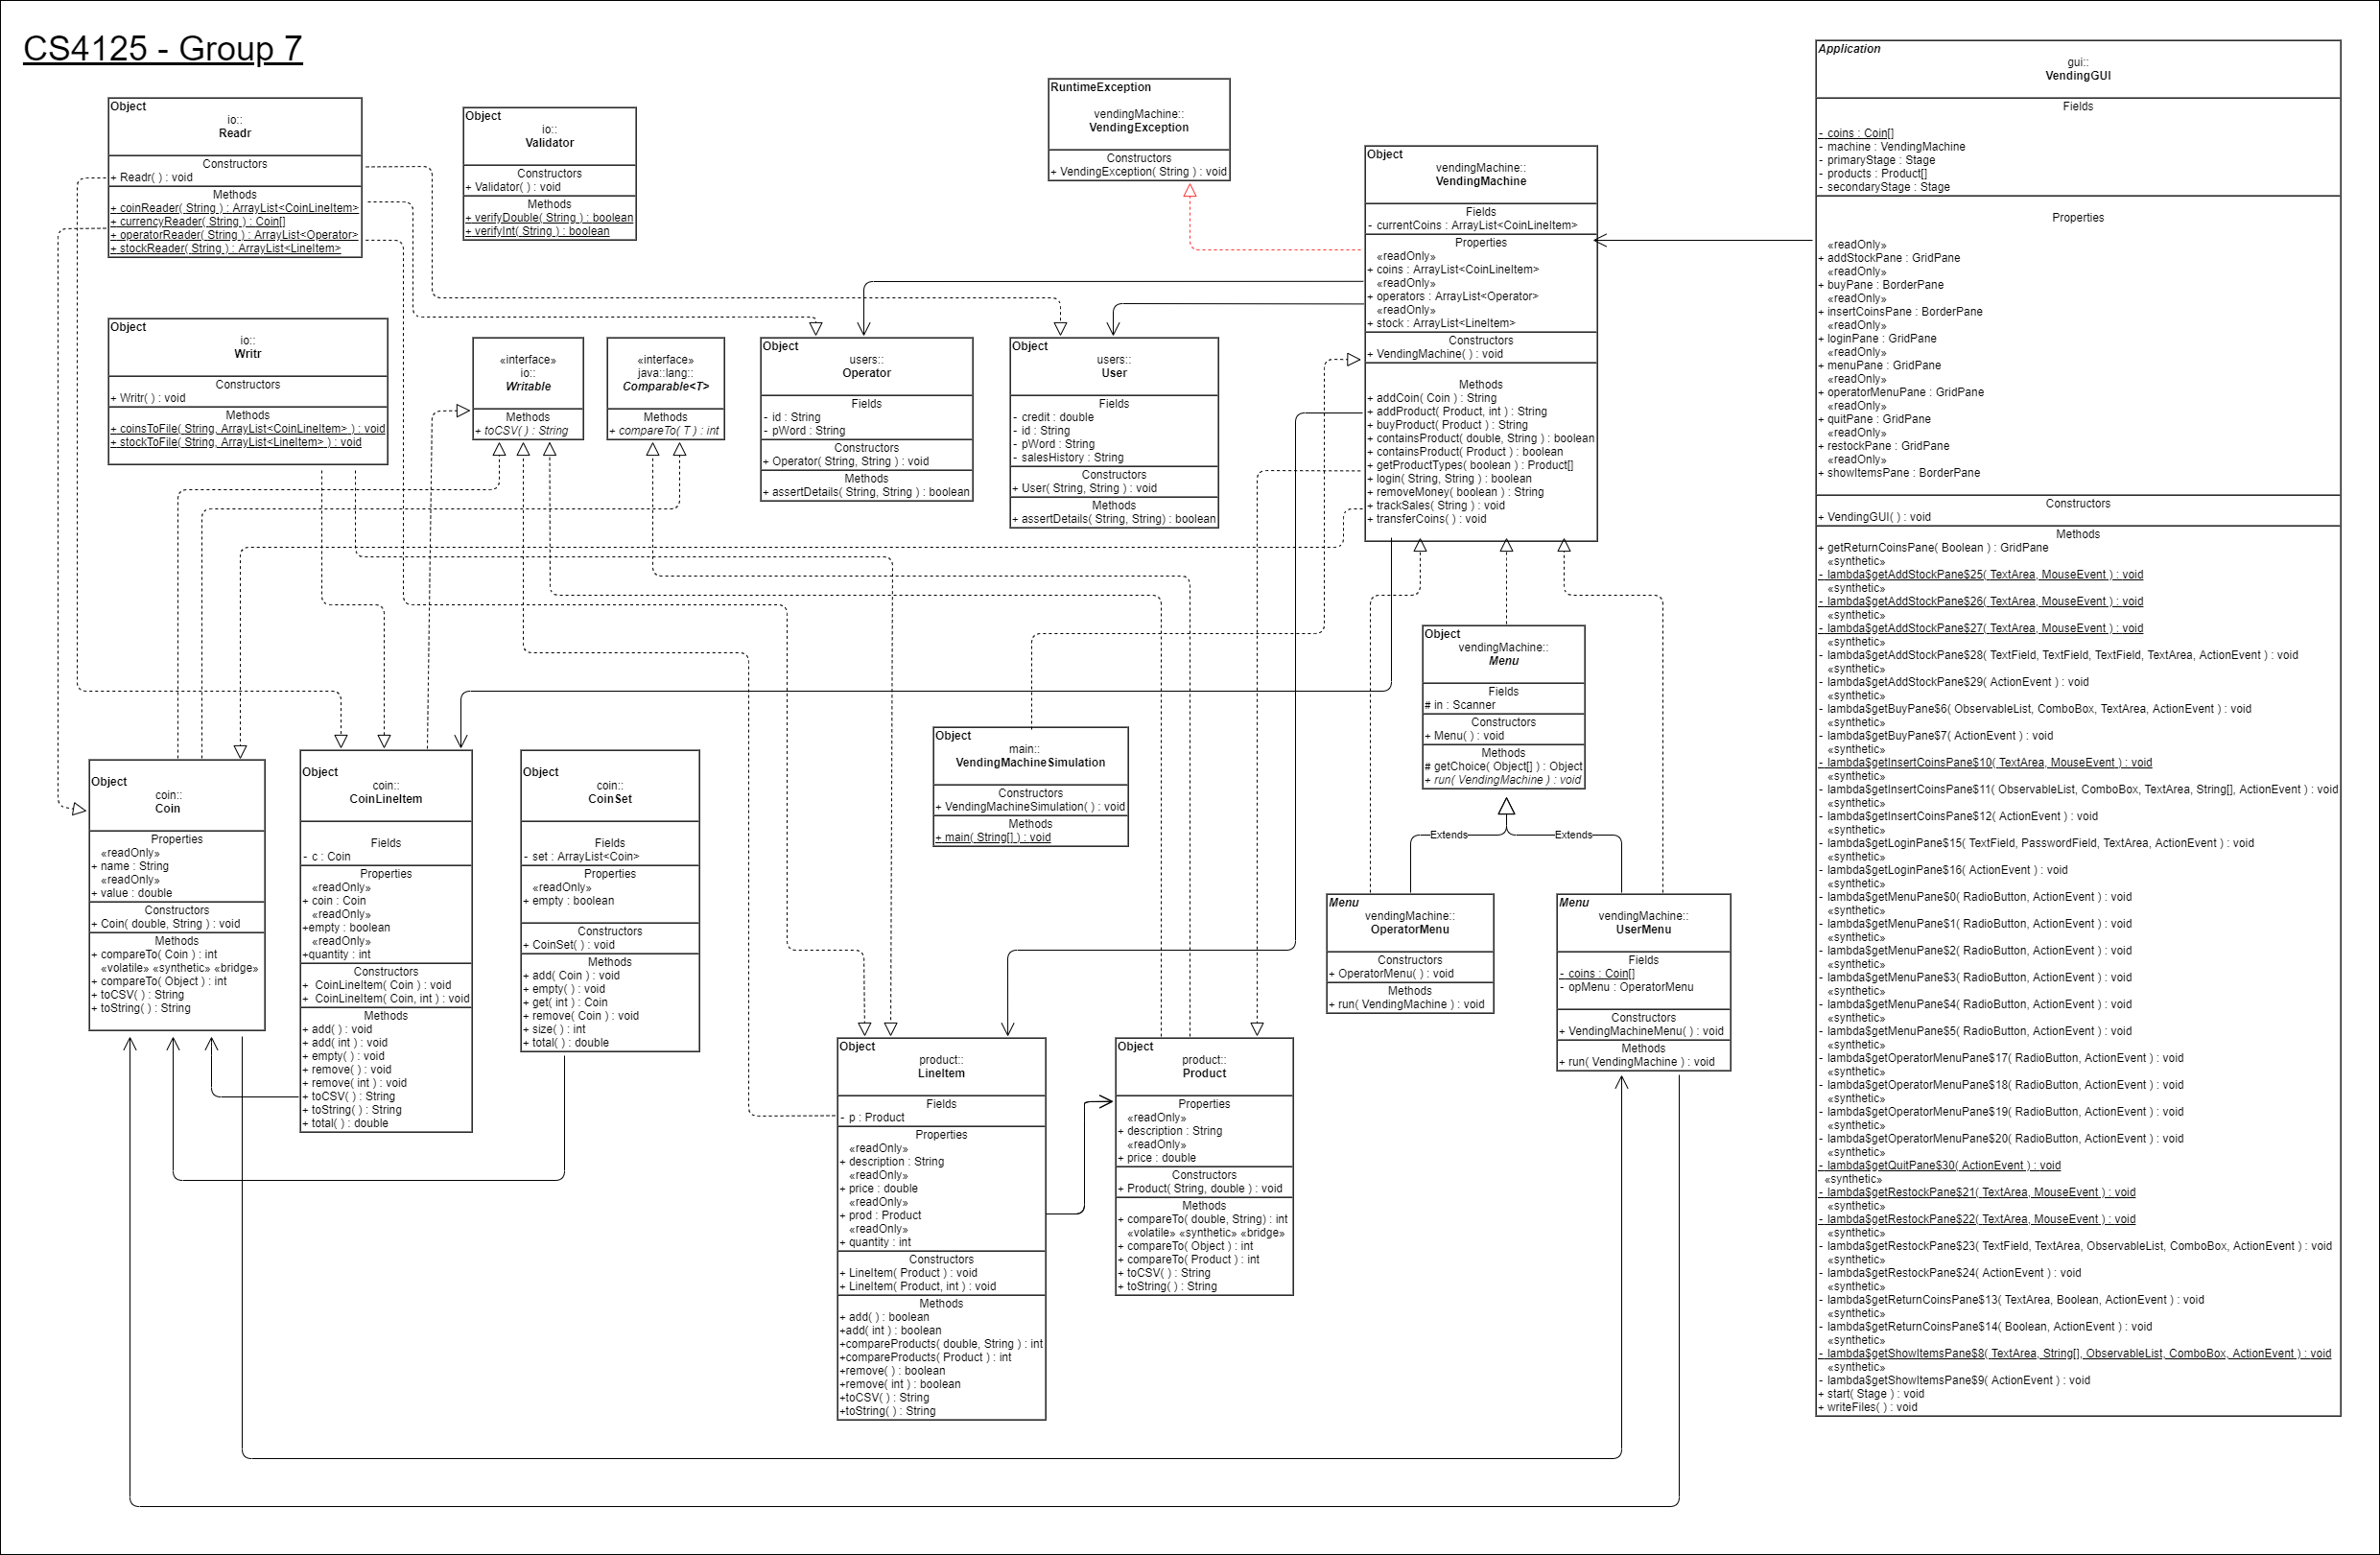 CS4125 - Group 7
Object
io::
Readr
Constructors
+ Readr( ) : void
Methods
+ coinReader( String ) : ArrayList<CoinLineItem>
+ currencyReader( String ) : Coin[]
+ operatorReader( String ) : ArrayList<Operator>
+ stockReader( String ) : ArrayList<LineItem>
Object
io::
Validator
Constructors
+ Validator( ) : void
Methods
+ verifyDouble( String ) : boolean
+ verifyInt( String ) : boolean
RuntimeException
vendingMachine::
VendingException
Constructors
+ VendingException( String ) : void
Object
vendingMachine::
VendingMachine
Fields
- currentCoins : ArrayList<CoinLineItem>
Properties
«readOnly»
+ coins : ArrayList<CoinLineItem>
«readOnly»
+ operators : ArrayList<Operator>
«readOnly»
+ stock : ArrayList<LineItem>
Constructors
+ VendingMachine( ) : void
Methods
+ addCoin( Coin ) : String
+ addProduct( Product, int ) : String
+ buyProduct( Product ) : String
+ containsProduct( double, String ) : boolean
+ containsProduct( Product ) : boolean
+ getProductTypes( boolean ) : Product[]
+ login( String, String ) : boolean
+ removeMoney( boolean ) : String
+ trackSales( String ) : void
+ transferCoins( ) : void
Application
gui::
VendingGUI
Fields
- coins : Coin[]
- machine : VendingMachine
- primaryStage : Stage
- products : Product[]
- secondaryStage : Stage
Properties
«readOnly»
+ addStockPane : GridPane
«readOnly»
+ buyPane : BorderPane
«readOnly»
+ insertCoinsPane : BorderPane
«readOnly»
+ loginPane : GridPane
«readOnly»
+ menuPane : GridPane
«readOnly»
+ operatorMenuPane : GridPane
«readOnly»
+ quitPane : GridPane
«readOnly»
+ restockPane : GridPane
«readOnly»
+ showItemsPane : BorderPane
Constructors
+ VendingGUI( ) : void
Methods
+ getReturnCoinsPane( Boolean ) : GridPane
«synthetic»
- lambda$getAddStockPane$25( TextArea, MouseEvent ) : void
«synthetic»
- lambda$getAddStockPane$26( TextArea, MouseEvent ) : void
«synthetic»
- lambda$getAddStockPane$27( TextArea, MouseEvent ) : void
«synthetic»
- lambda$getAddStockPane$28( TextField, TextField, TextField, TextArea, ActionEvent ) : void
«synthetic»
- lambda$getAddStockPane$29( ActionEvent ) : void
«synthetic»
- lambda$getBuyPane$6( ObservableList, ComboBox, TextArea, ActionEvent ) : void
«synthetic»
- lambda$getBuyPane$7( ActionEvent ) : void
«synthetic»
- lambda$getInsertCoinsPane$10( TextArea, MouseEvent ) : void
«synthetic»
- lambda$getInsertCoinsPane$11( ObservableList, ComboBox, TextArea, String[], ActionEvent ) : void
«synthetic»
- lambda$getInsertCoinsPane$12( ActionEvent ) : void
«synthetic»
- lambda$getLoginPane$15( TextField, PasswordField, TextArea, ActionEvent ) : void
«synthetic»
- lambda$getLoginPane$16( ActionEvent ) : void
«synthetic»
- lambda$getMenuPane$0( RadioButton, ActionEvent ) : void
«synthetic»
- lambda$getMenuPane$1( RadioButton, ActionEvent ) : void
«synthetic»
- lambda$getMenuPane$2( RadioButton, ActionEvent ) : void
«synthetic»
- lambda$getMenuPane$3( RadioButton, ActionEvent ) : void
«synthetic»
- lambda$getMenuPane$4( RadioButton, ActionEvent ) : void
«synthetic»
- lambda$getMenuPane$5( RadioButton, ActionEvent ) : void
«synthetic»
- lambda$getOperatorMenuPane$17( RadioButton, ActionEvent ) : void
«synthetic»
- lambda$getOperatorMenuPane$18( RadioButton, ActionEvent ) : void
«synthetic»
- lambda$getOperatorMenuPane$19( RadioButton, ActionEvent ) : void
«synthetic»
- lambda$getOperatorMenuPane$20( RadioButton, ActionEvent ) : void
«synthetic»
- lambda$getQuitPane$30( ActionEvent ) : void
«synthetic»
- lambda$getRestockPane$21( TextArea, MouseEvent ) : void
«synthetic»
- lambda$getRestockPane$22( TextArea, MouseEvent ) : void
«synthetic»
- lambda$getRestockPane$23( TextField, TextArea, ObservableList, ComboBox, ActionEvent ) : void
«synthetic»
- lambda$getRestockPane$24( ActionEvent ) : void
«synthetic»
- lambda$getReturnCoinsPane$13( TextArea, Boolean, ActionEvent ) : void
«synthetic»
- lambda$getReturnCoinsPane$14( Boolean, ActionEvent ) : void
«synthetic»
- lambda$getShowItemsPane$8( TextArea, String[], ObservableList, ComboBox, ActionEvent ) : void
«synthetic»
- lambda$getShowItemsPane$9( ActionEvent ) : void
+ start( Stage ) : void
+ writeFiles( ) : void
Object
io::
Writr
Constructors
+ Writr( ) : void
Methods
+ coinsToFile( String, ArrayList<CoinLineItem> ) : void
+ stockToFile( String, ArrayList<LineItem> ) : void
«interface»
io::
Writable
Methods
+ toCSV( ) : String
«interface»
java::lang::
Comparable<T>
Methods
+ compareTo( T ) : int
Object
users::
Operator
Fields
- id : String
- pWord : String
Constructors
+ Operator( String, String ) : void
Methods
+ assertDetails( String, String ) : boolean
Object
users::
User
Fields
- credit : double
- id : String
- pWord : String
- salesHistory : String
Constructors
+ User( String, String ) : void
Methods
+ assertDetails( String, String) : boolean
Object
vendingMachine::
Menu
Fields
# in : Scanner
Constructors
+ Menu( ) : void
Methods
# getChoice( Object[] ) : Object
+ run( VendingMachine ) : void
Extends
Extends
Object
main::
VendingMachineSimulation
Constructors
+ VendingMachineSimulation( ) : void
Methods
+ main( String[] ) : void
Object
coin::
Coin
Properties
«readOnly»
+ name : String
«readOnly»
+ value : double
Constructors
+ Coin( double, String ) : void
Methods
+ compareTo( Coin ) : int
«volatile» «synthetic» «bridge»
+ compareTo( Object ) : int
+ toCSV( ) : String
+ toString( ) : String
Object
coin::
CoinLineItem
Fields
- c : Coin
Properties
«readOnly»
+ coin : Coin
«readOnly»
+empty : boolean
«readOnly»
+quantity : int
Constructors
+ CoinLineItem( Coin ) : void
+ CoinLineItem( Coin, int ) : void
Methods
+ add( ) : void
+ add( int ) : void
+ empty( ) : void
+ remove( ) : void
+ remove( int ) : void
+ toCSV( ) : String
+ toString( ) : String
+ total( ) : double
Object
coin::
CoinSet
Fields
- set : ArrayList<Coin>
Properties
«readOnly»
+ empty : boolean
Constructors
+ CoinSet( ) : void
Methods
+ add( Coin ) : void
+ empty( ) : void
+ get( int ) : Coin
+ remove( Coin ) : void
+ size( ) : int
+ total( ) : double
Menu
vendingMachine::
OperatorMenu
Constructors
+ OperatorMenu( ) : void
Methods
+ run( VendingMachine ) : void
Menu
vendingMachine::
UserMenu
Fields
- coins : Coin[]
- opMenu : OperatorMenu
Constructors
+ VendingMachineMenu( ) : void
Methods
+ run( VendingMachine ) : void
Object
product::
LineItem
Fields
- p : Product
Properties
«readOnly»
+ description : String
«readOnly»
+ price : double
«readOnly»
+ prod : Product
«readOnly»
+ quantity : int
Constructors
+ LineItem( Product ) : void
+ LineItem( Product, int ) : void
Methods
+ add( ) : boolean
+add( int ) : boolean
+compareProducts( double, String ) : int
+compareProducts( Product ) : int
+remove( ) : boolean
+remove( int ) : boolean
+toCSV( ) : String
+toString( ) : String
Object
product::
Product
Properties
«readOnly»
+ description : String
«readOnly»
+ price : double
Constructors
+ Product( String, double ) : void
Methods
+ compareTo( double, String) : int
«volatile» «synthetic» «bridge»
+ compareTo( Object ) : int
+ compareTo( Product ) : int
+ toCSV( ) : String
+ toString( ) : String